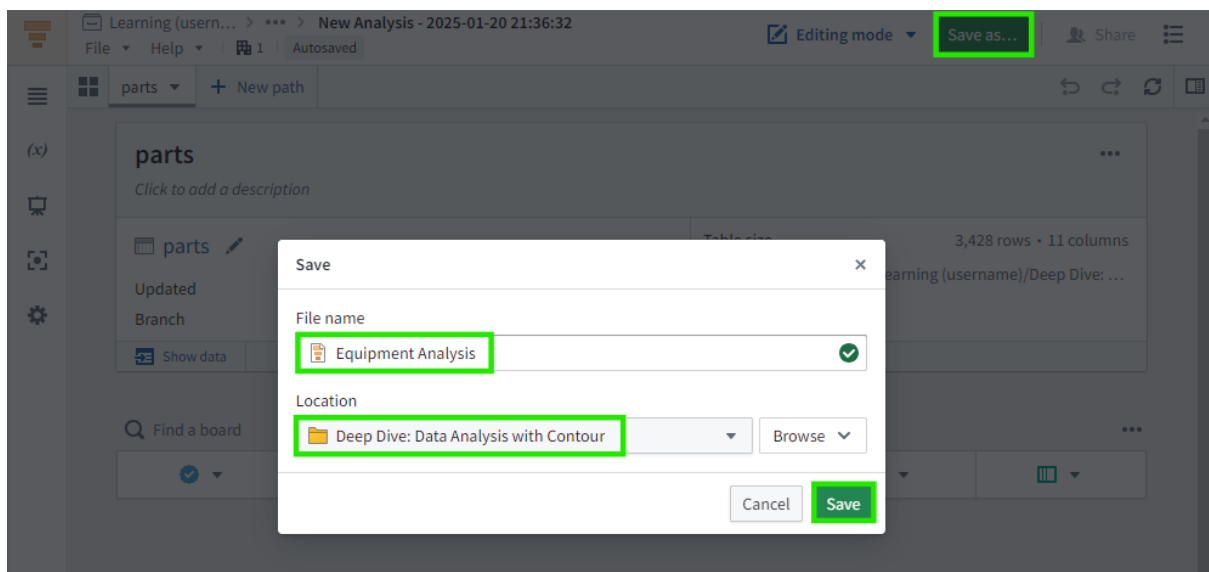 Learning (usern... > ••• > New Analysis - 2025-01-20 21:36:32
File Help 1 Autosaved
Editing mode
Save as...
Share
parts
+ New path
(x)
parts
•••
Click to add a description
parts
Table size
3,428 rows • 11 columns
Updated
earning (username)/Deep Dive: ...
Branch
Show data
Save
×
File name
Equipment Analysis
Location
Deep Dive: Data Analysis with Contour
Browse
Cancel
Save
Find a board
•••